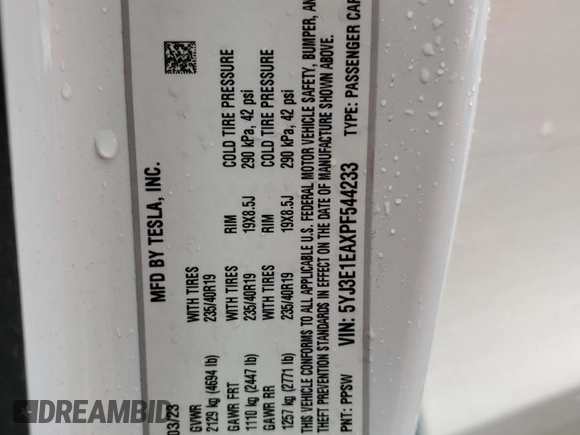 MFD BY TESLA, INC.
03/23
GVWR WITH TIRES RIM COLD TIRE PRESSURE
2129 kg (4694 lb) 235/40R19 19X8.5J 290 kPa, 42 psi
GAWR FRT WITH TIRES RIM COLD TIRE PRESSURE
1110 kg (2447 lb) 235/40R19 19X8.5J 290 kPa, 42 psi
GAWR RR WITH TIRES
1257 kg (2771 lb) 235/40R19
THIS VEHICLE CONFORMS TO ALL APPLICABLE U.S. FEDERAL MOTOR VEHICLE SAFETY, BUMPER,
THEFT PREVENTION STANDARDS IN EFFECT ON THE DATE OF MANUFACTURE SHOWN ABOVE.
VIN: 5YJ3E1EAXPF544233 TYPE: PASSENGER CAR
PNT: PPSW
DREAMBID.COM